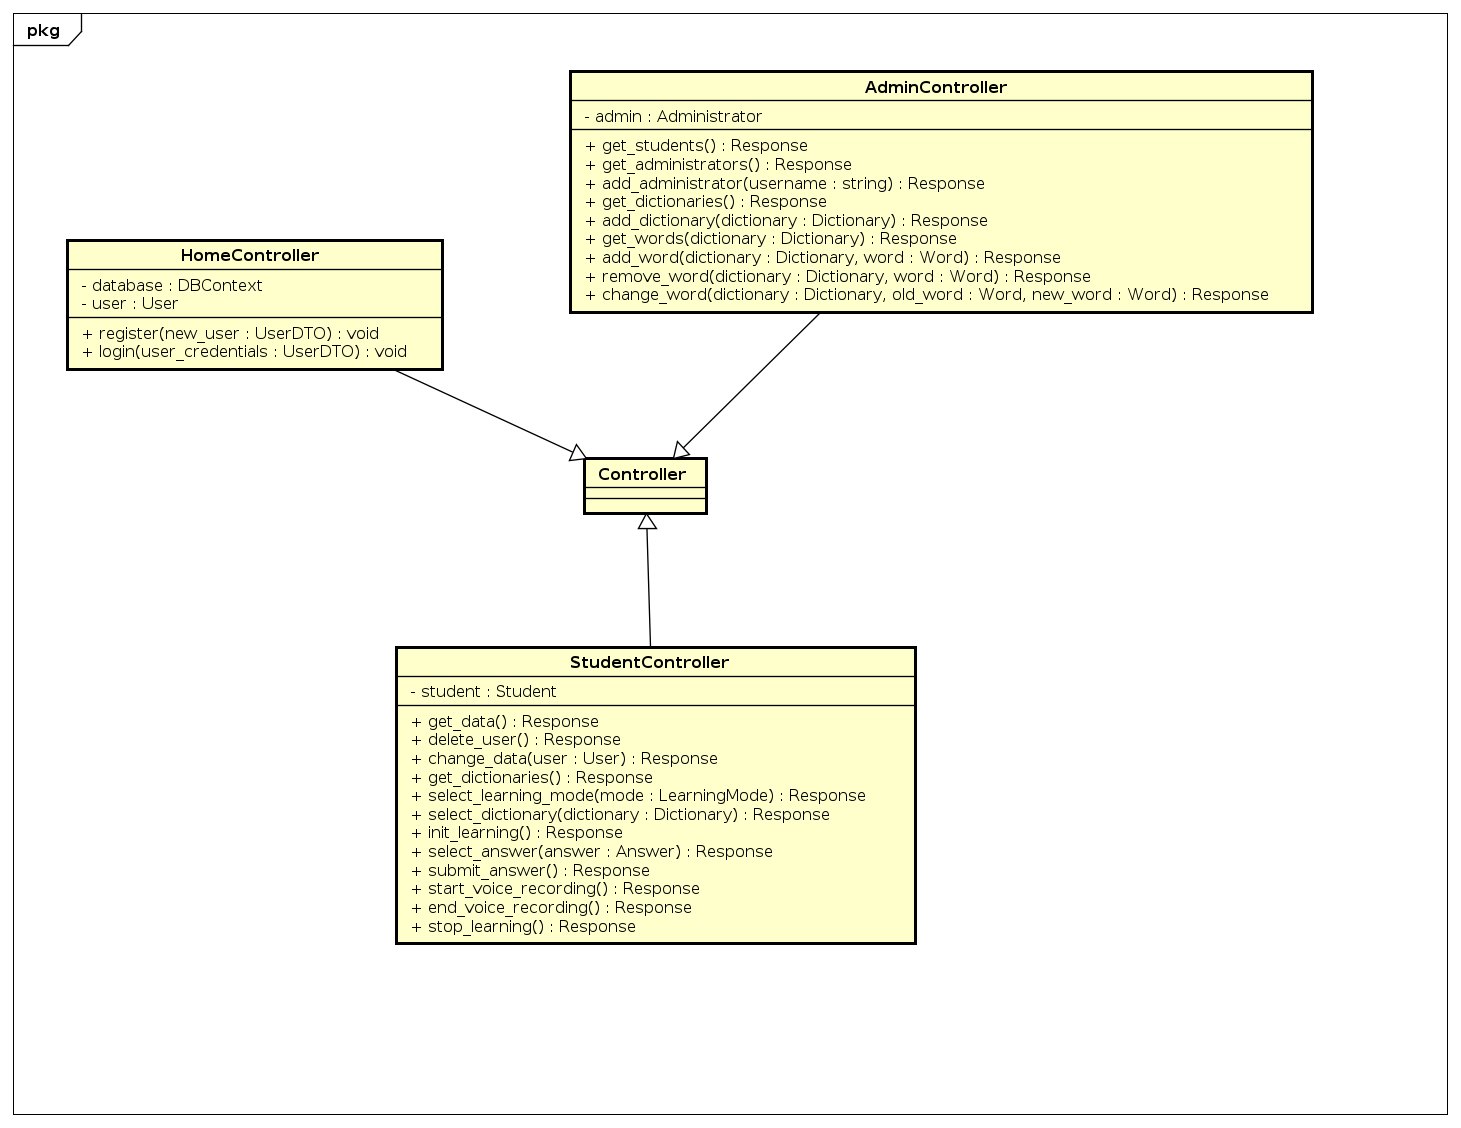 pkg
AdminController
- admin : Administrator
+ get_students() : Response
+ get_administrators() : Response
+ add_administrator(username : string) : Response
+ get_dictionaries() : Response
+ add_dictionary(dictionary : Dictionary) : Response
+ get_words(dictionary : Dictionary) : Response
+ add_word(dictionary : Dictionary, word : Word) : Response
+ remove_word(dictionary : Dictionary, word : Word) : Response
+ change_word(dictionary : Dictionary, old_word : Word, new_word : Word) : Response
HomeController
- database : DBContext
- user : User
+ register(new_user : UserDTO) : void
+ login(user_credentials : UserDTO) : void
Controller
StudentController
- student : Student
+ get_data() : Response
+ delete_user() : Response
+ change_data(user : User) : Response
+ get_dictionaries() : Response
+ select_learning_mode(mode : LearningMode) : Response
+ select_dictionary(dictionary : Dictionary) : Response
+ init_learning() : Response
+ select_answer(answer : Answer) : Response
+ submit_answer() : Response
+ start_voice_recording() : Response
+ end_voice_recording() : Response
+ stop_learning() : Response